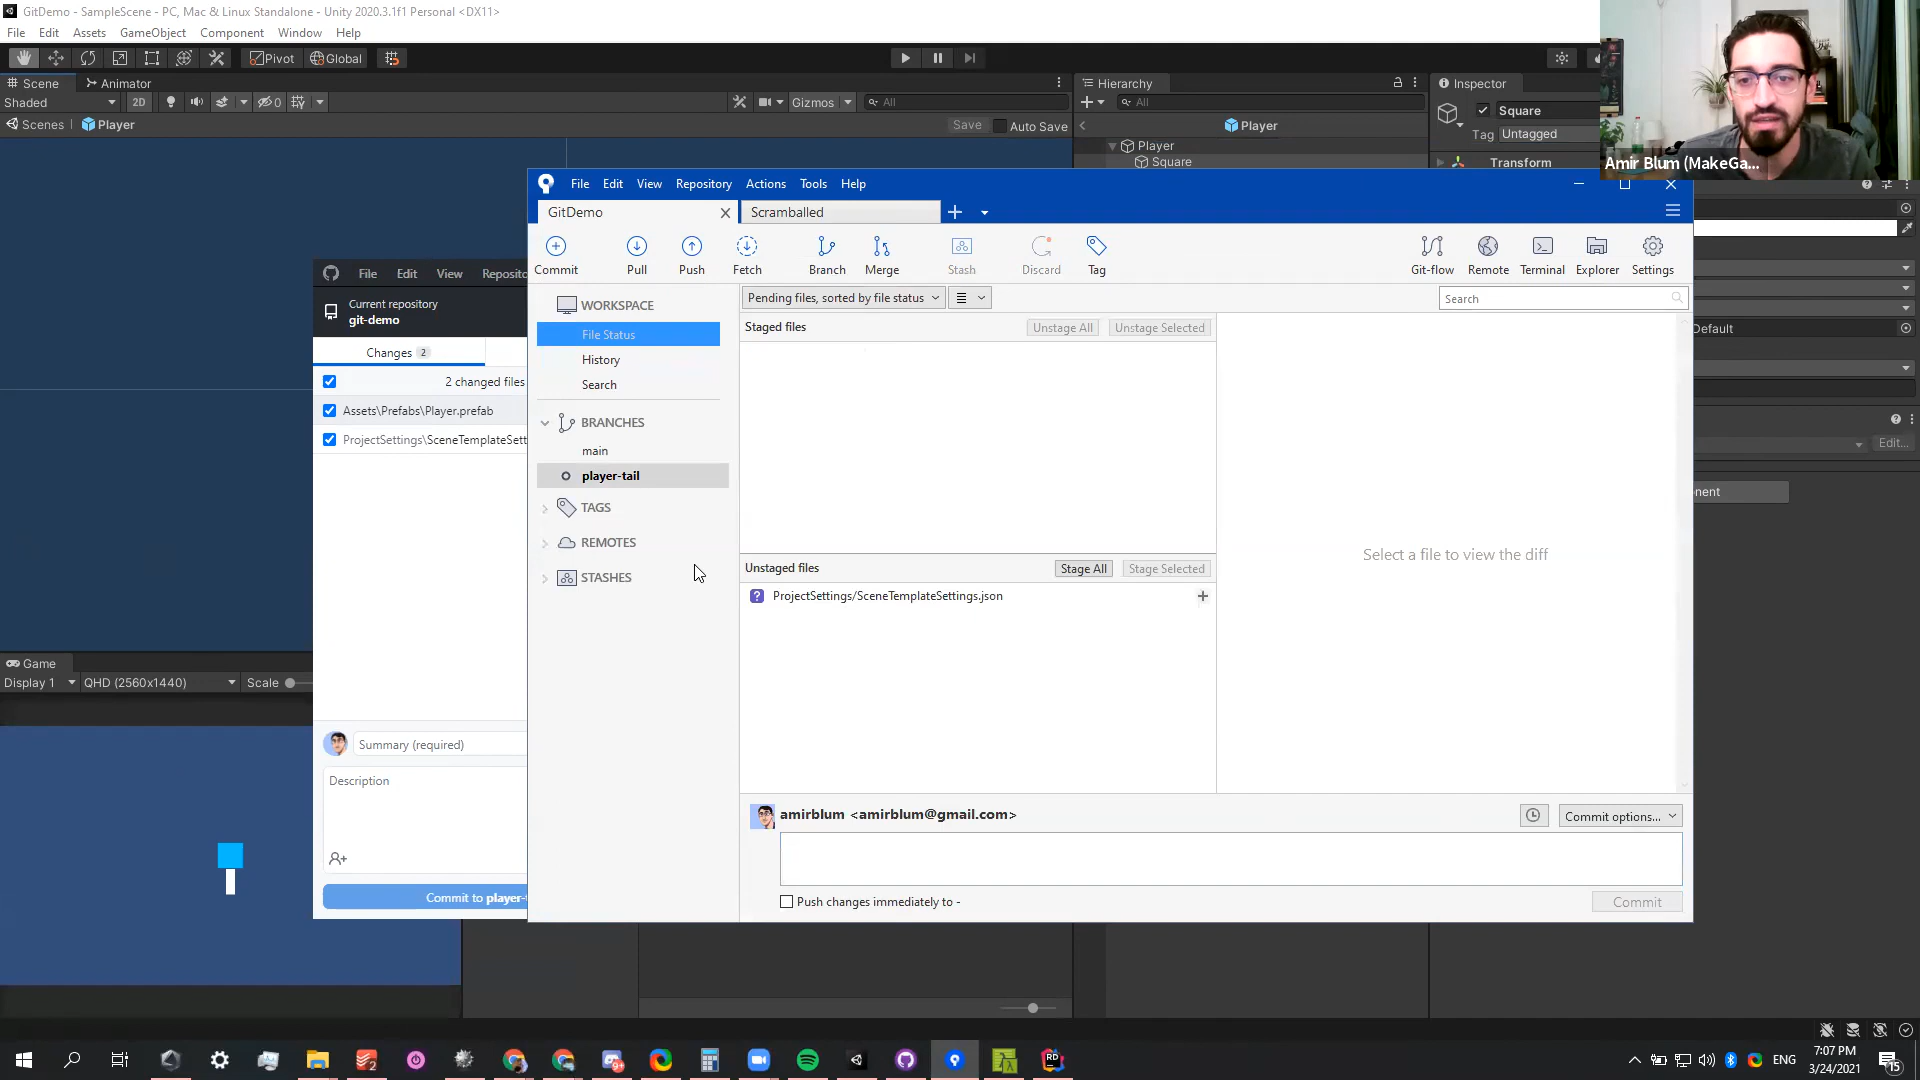 GitDemo - SampleScene - PC, Mac & Linux Standalone - Unity 2020.3.1f1 Personal <DX11>
File Edit Assets GameObject Component Window Help
Pivot Global
Scene Animator
Shaded 2D 0 Gizmos All
Scenes Player Save Auto Save
Hierarchy
All
Player
Player
Square
Inspector
Square
Tag Untagged
Transform
Amir Blum (MakeGa...
Default
Edit...
nent
File Edit View Reposito
Current repository
git-demo
Changes 2
2 changed files
Assets\Prefabs\Player.prefab
ProjectSettings\SceneTemplateSett
Summary (required)
Description
Commit to player-t
File Edit View Repository Actions Tools Help
GitDemo Scramballed
Commit Pull Push Fetch Branch Merge Stash Discard Tag Git-flow Remote Terminal Explorer Settings
WORKSPACE
File Status
History
Search
BRANCHES
main
player-tail
TAGS
REMOTES
STASHES
Pending files, sorted by file status
Search
Staged files Unstage All Unstage Selected
Select a file to view the diff
Unstaged files Stage All Stage Selected
? ProjectSettings/SceneTemplateSettings.json
amirblum <amirblum@gmail.com>
Commit options...
Push changes immediately to -
Commit
Game
Display 1 QHD (2560x1440) Scale
ENG
7:07 PM
3/24/2021
15